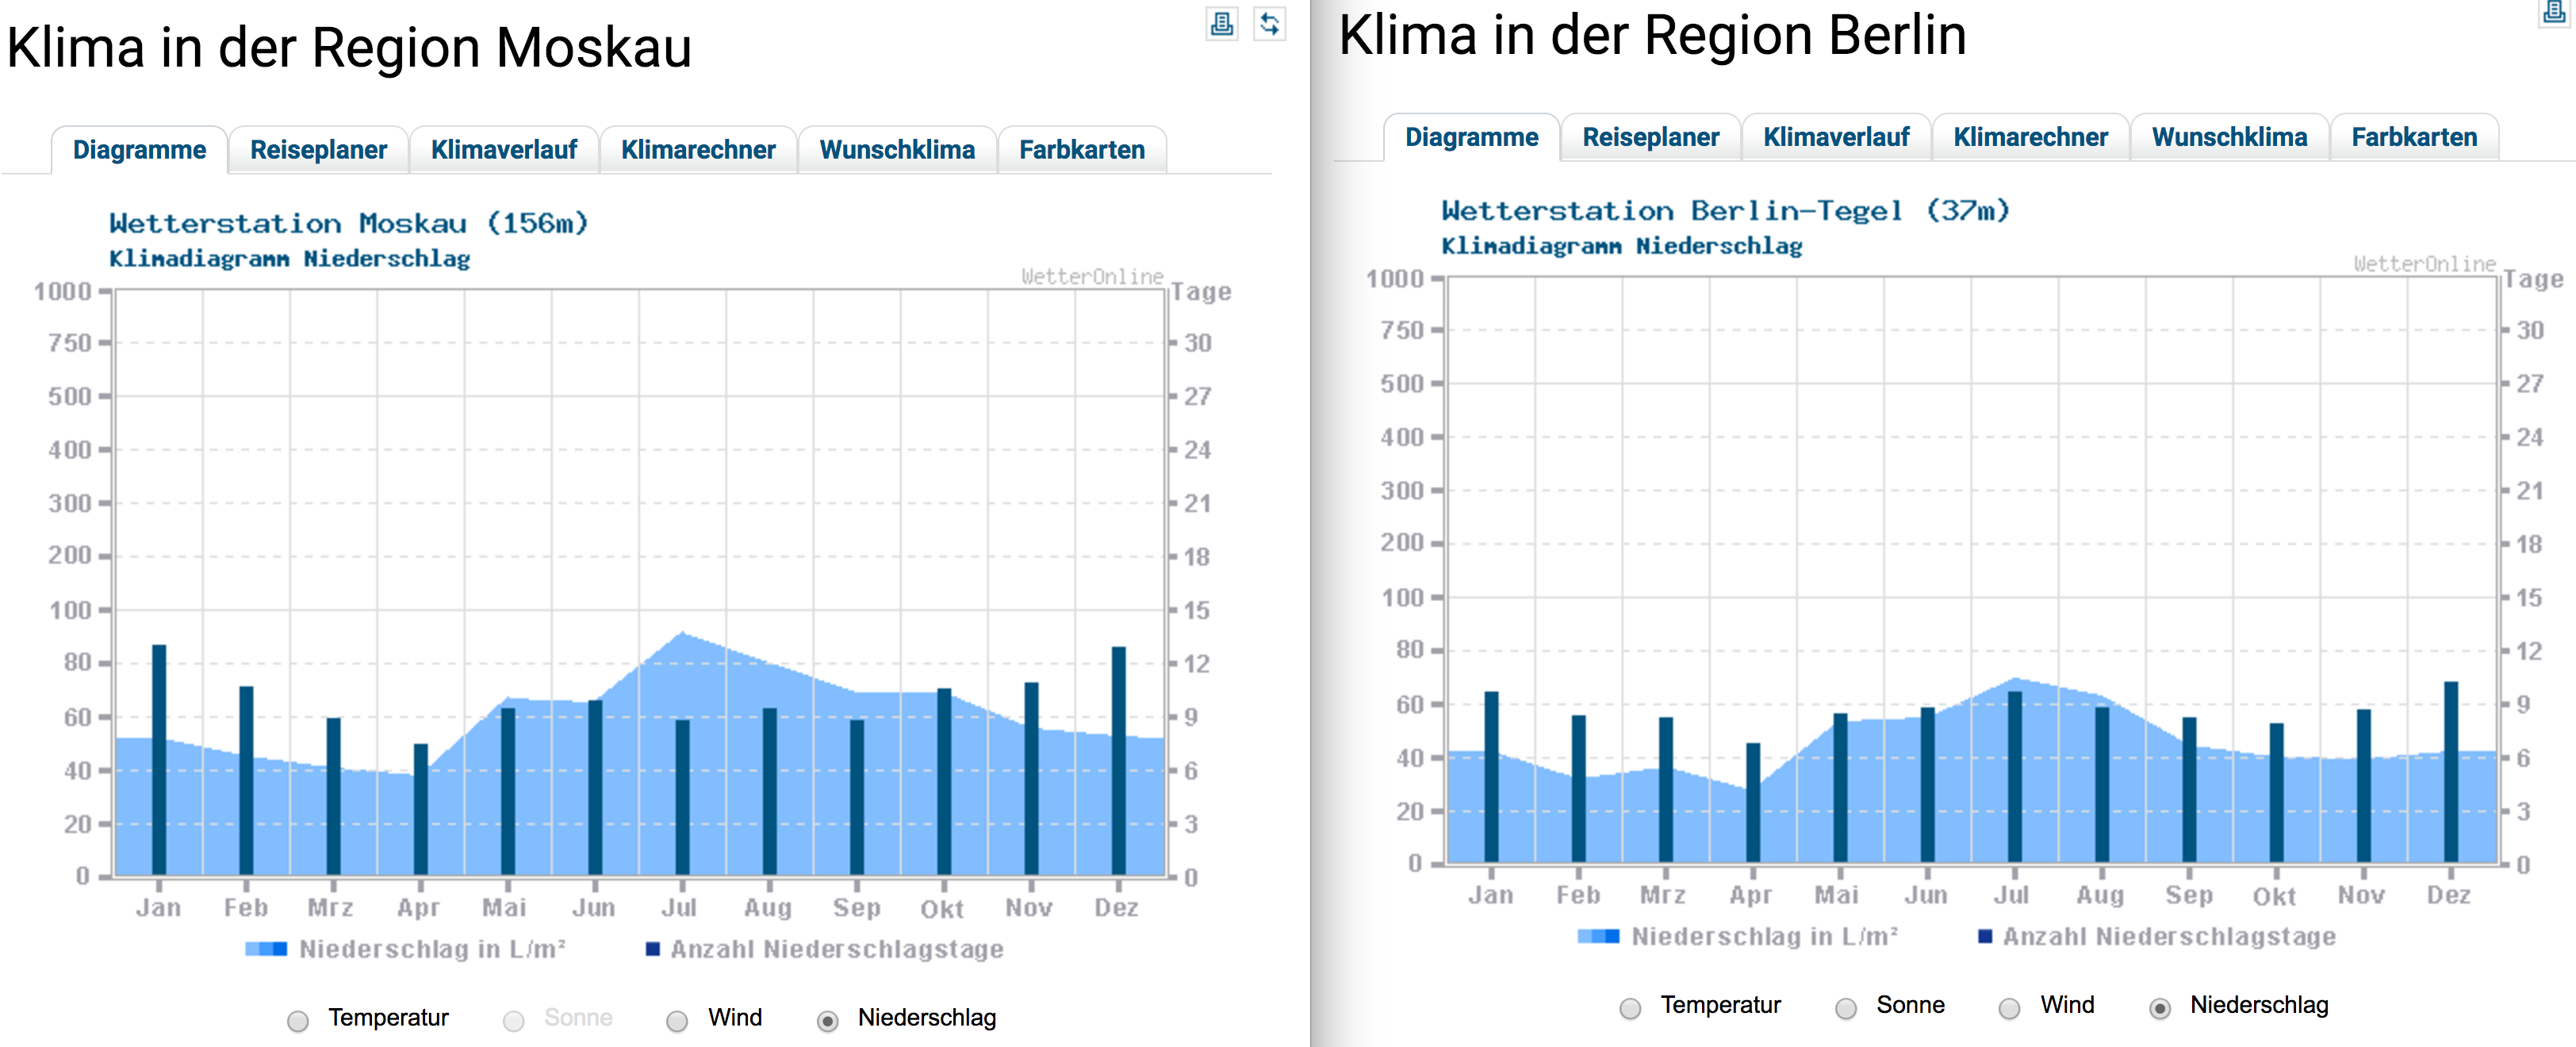 Klima in der Region Moskau
Diagramme Reiseplaner Klimaverlauf Klimarechner Wunschklima Farbkarten
Wetterstation Moskau (156m)
Klimadiagramm Niederschlag
WetterOnline
Tage
1000
750 30
500 27
400 24
300 21
200 18
100 15
80 12
60 9
40 6
20 3
0 0
Jan Feb Mrz Apr Mai Jun Jul Aug Sep Okt Nov Dez
Niederschlag in L/m² Anzahl Niederschlagstage
Temperatur Sonne Wind Niederschlag
Klima in der Region Berlin
Diagramme Reiseplaner Klimaverlauf Klimarechner Wunschklima Farbkarten
Wetterstation Berlin-Tegel (37m)
Klimadiagramm Niederschlag
WetterOnline
Tage
1000
750 30
500 27
400 24
300 21
200 18
100 15
80 12
60 9
40 6
20 3
0 0
Jan Feb Mrz Apr Mai Jun Jul Aug Sep Okt Nov Dez
Niederschlag in L/m² Anzahl Niederschlagstage
Temperatur Sonne Wind Niederschlag